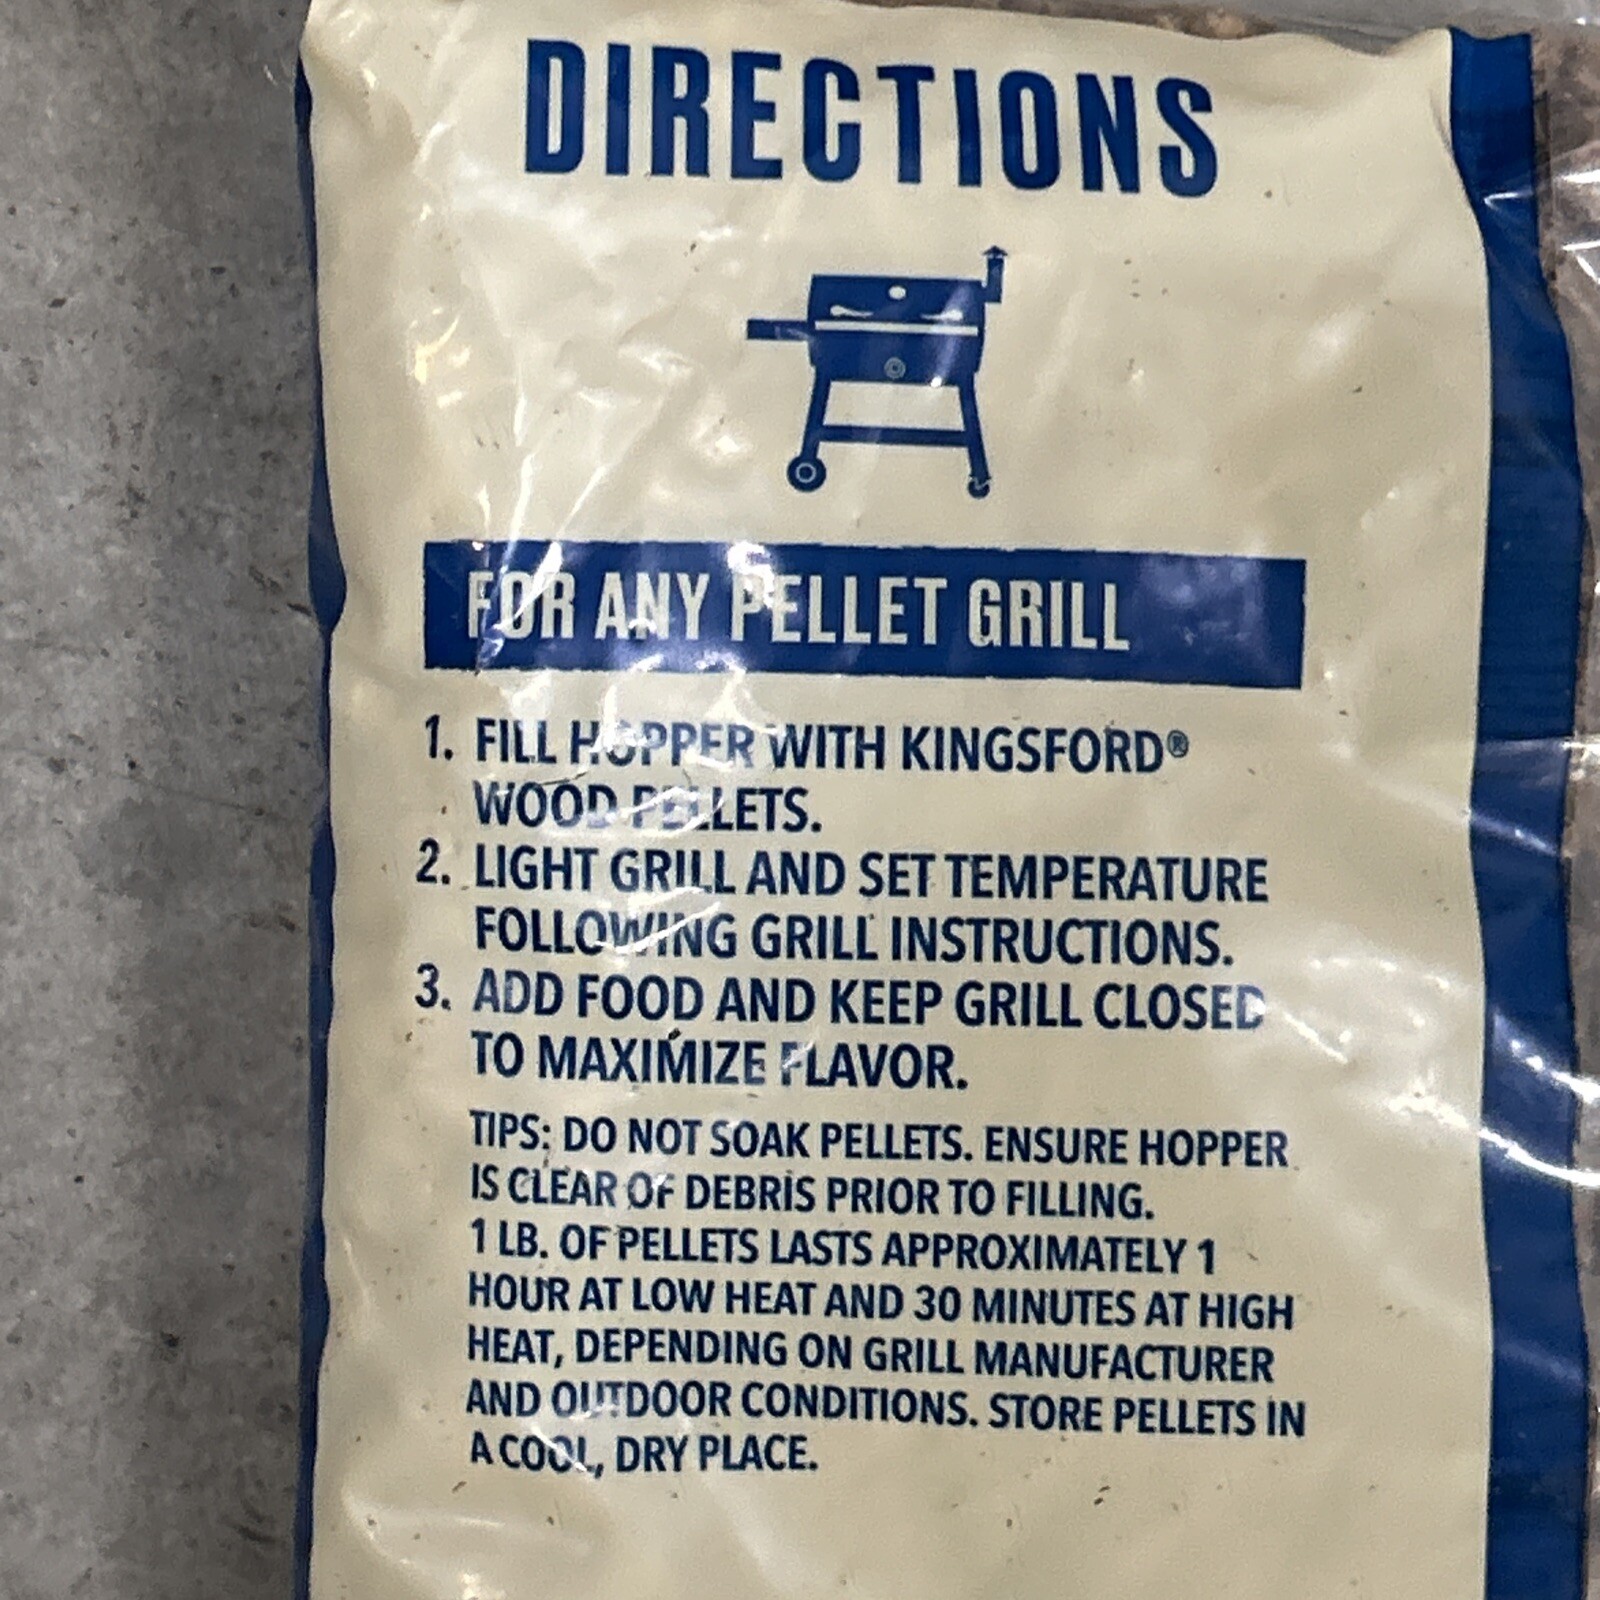 DIRECTIONS
FOR ANY PELLET GRILL
1. FILL HOPPER WITH KINGSFORD®
WOOD PELLETS.
2. LIGHT GRILL AND SET TEMPERATURE
FOLLOWING GRILL INSTRUCTIONS.
3. ADD FOOD AND KEEP GRILL CLOSED
TO MAXIMIZE FLAVOR.
TIPS: DO NOT SOAK PELLETS. ENSURE HOPPER
IS CLEAR OF DEBRIS PRIOR TO FILLING.
1 LB. OF PELLETS LASTS APPROXIMATELY 1
HOUR AT LOW HEAT AND 30 MINUTES AT HIGH
HEAT, DEPENDING ON GRILL MANUFACTURER
AND OUTDOOR CONDITIONS. STORE PELLETS IN
A COOL, DRY PLACE.